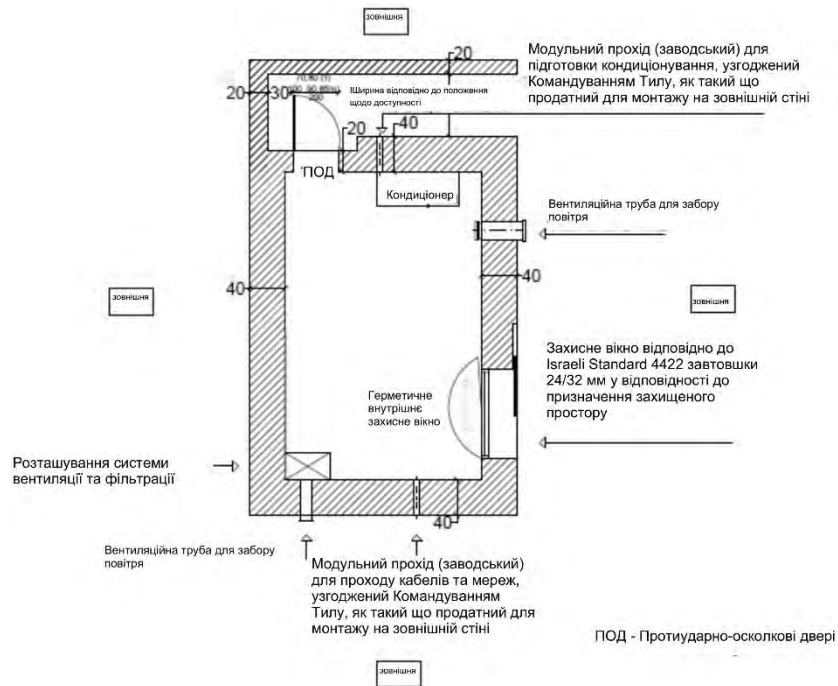 зовнішня
Модульний прохід (заводський) для
підготовки кондиціонування, узгоджений
Командуванням Тилу, як такий що
продатний для монтажу на зовнішній стіні
20
20
30
200
ІШирина відповідно до положення
щодо доступності
20
40
ПОД
Кондиціонер
Вентиляційна труба для забору
повітря
40
40
зовнішня
зовнішня
Захисне вікно відповідно до
Israeli Standard 4422 завтовшки
24/32 мм у відповідності до
призначення захищеного
простору
Герметичне
внутрішнє
захисне вікно
Розташування системи
вентиляції та фільтрації
40
Вентиляційна труба для забору
повітря
Модульний прохід (заводський)
для проходу кабелів та мереж,
узгоджений Командуванням
Тилу, як такий що продатний для
монтажу на зовнішній стіні
ПОД - Протиударно-осколкові двері
зовнішня